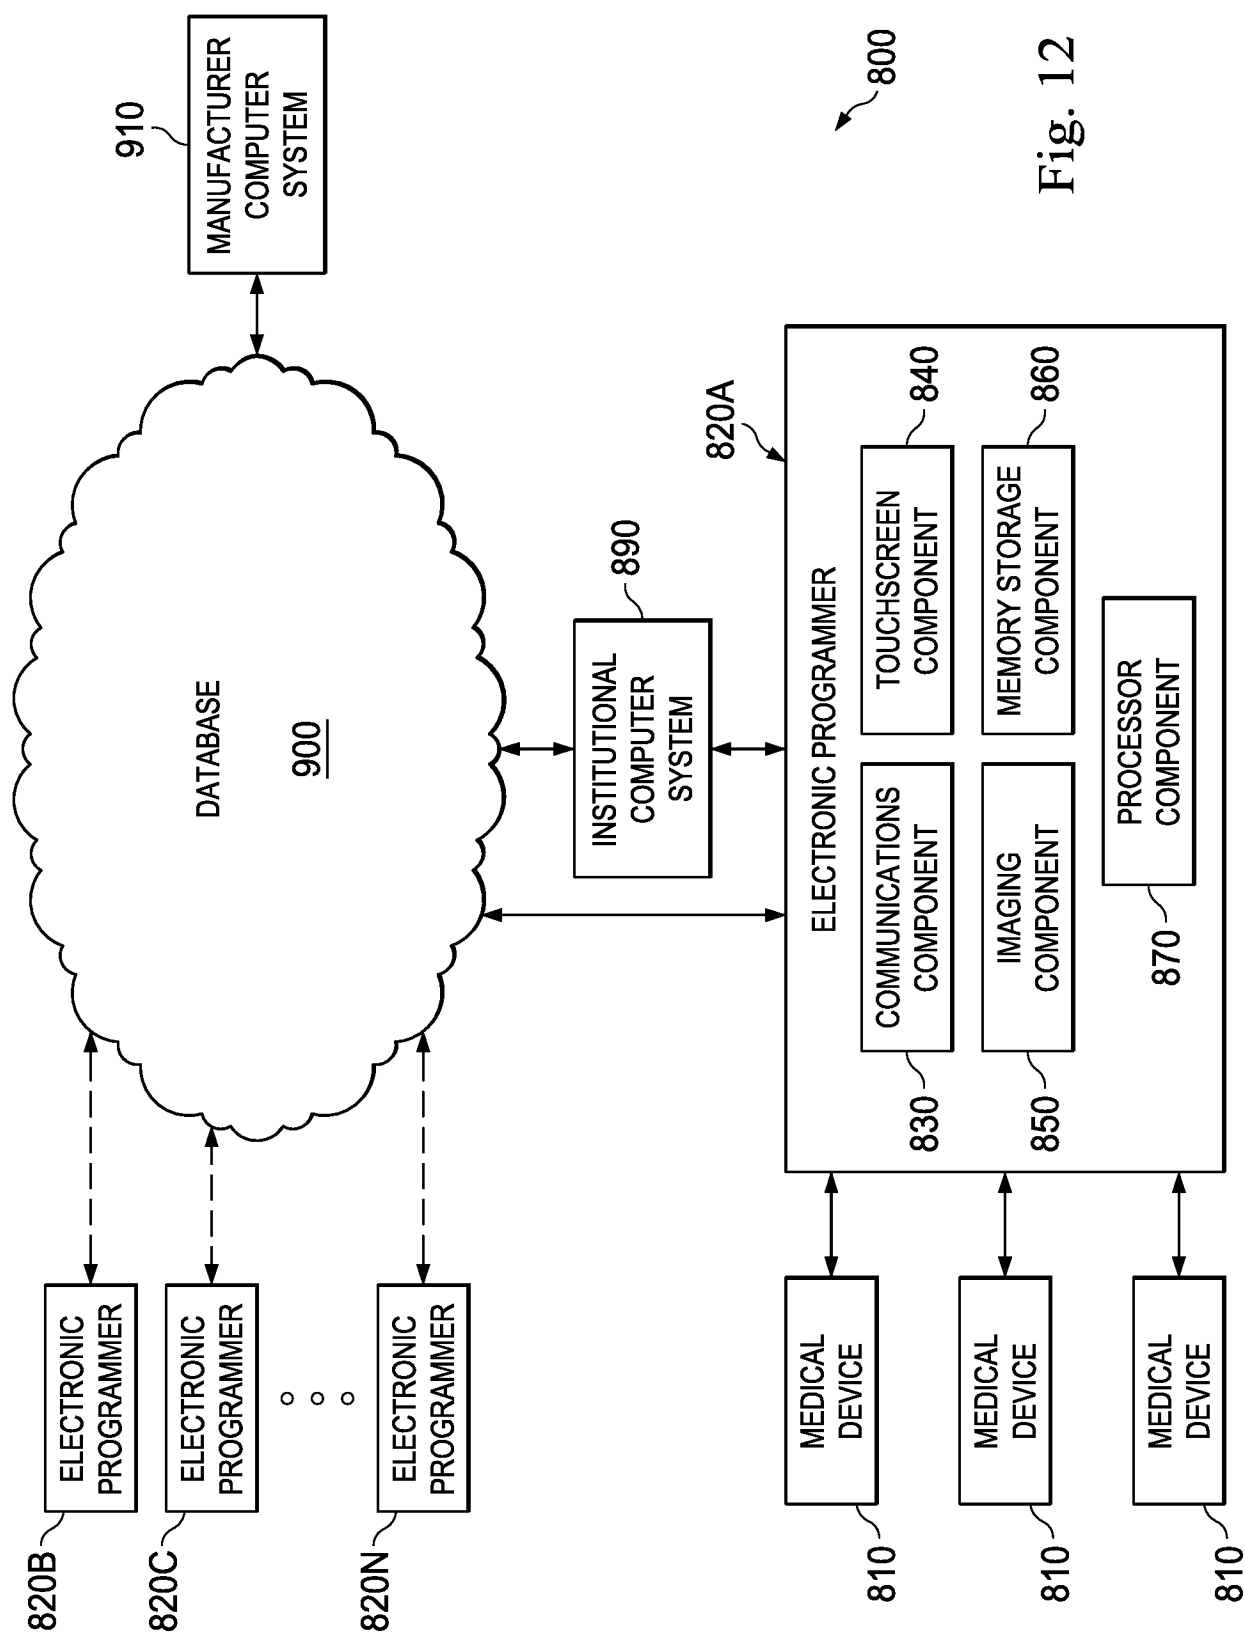 820B
ELECTRONIC
PROGRAMMER
820C
ELECTRONIC
PROGRAMMER
820N
ELECTRONIC
PROGRAMMER
DATABASE
900
910
MANUFACTURER
COMPUTER
SYSTEM
INSTITUTIONAL
COMPUTER
SYSTEM
890
820A
ELECTRONIC PROGRAMMER
830
COMMUNICATIONS
COMPONENT
TOUCHSCREEN
COMPONENT
840
850
IMAGING
COMPONENT
MEMORY STORAGE
COMPONENT
860
870
PROCESSOR
COMPONENT
810
MEDICAL
DEVICE
810
MEDICAL
DEVICE
810
MEDICAL
DEVICE
800
Fig. 12